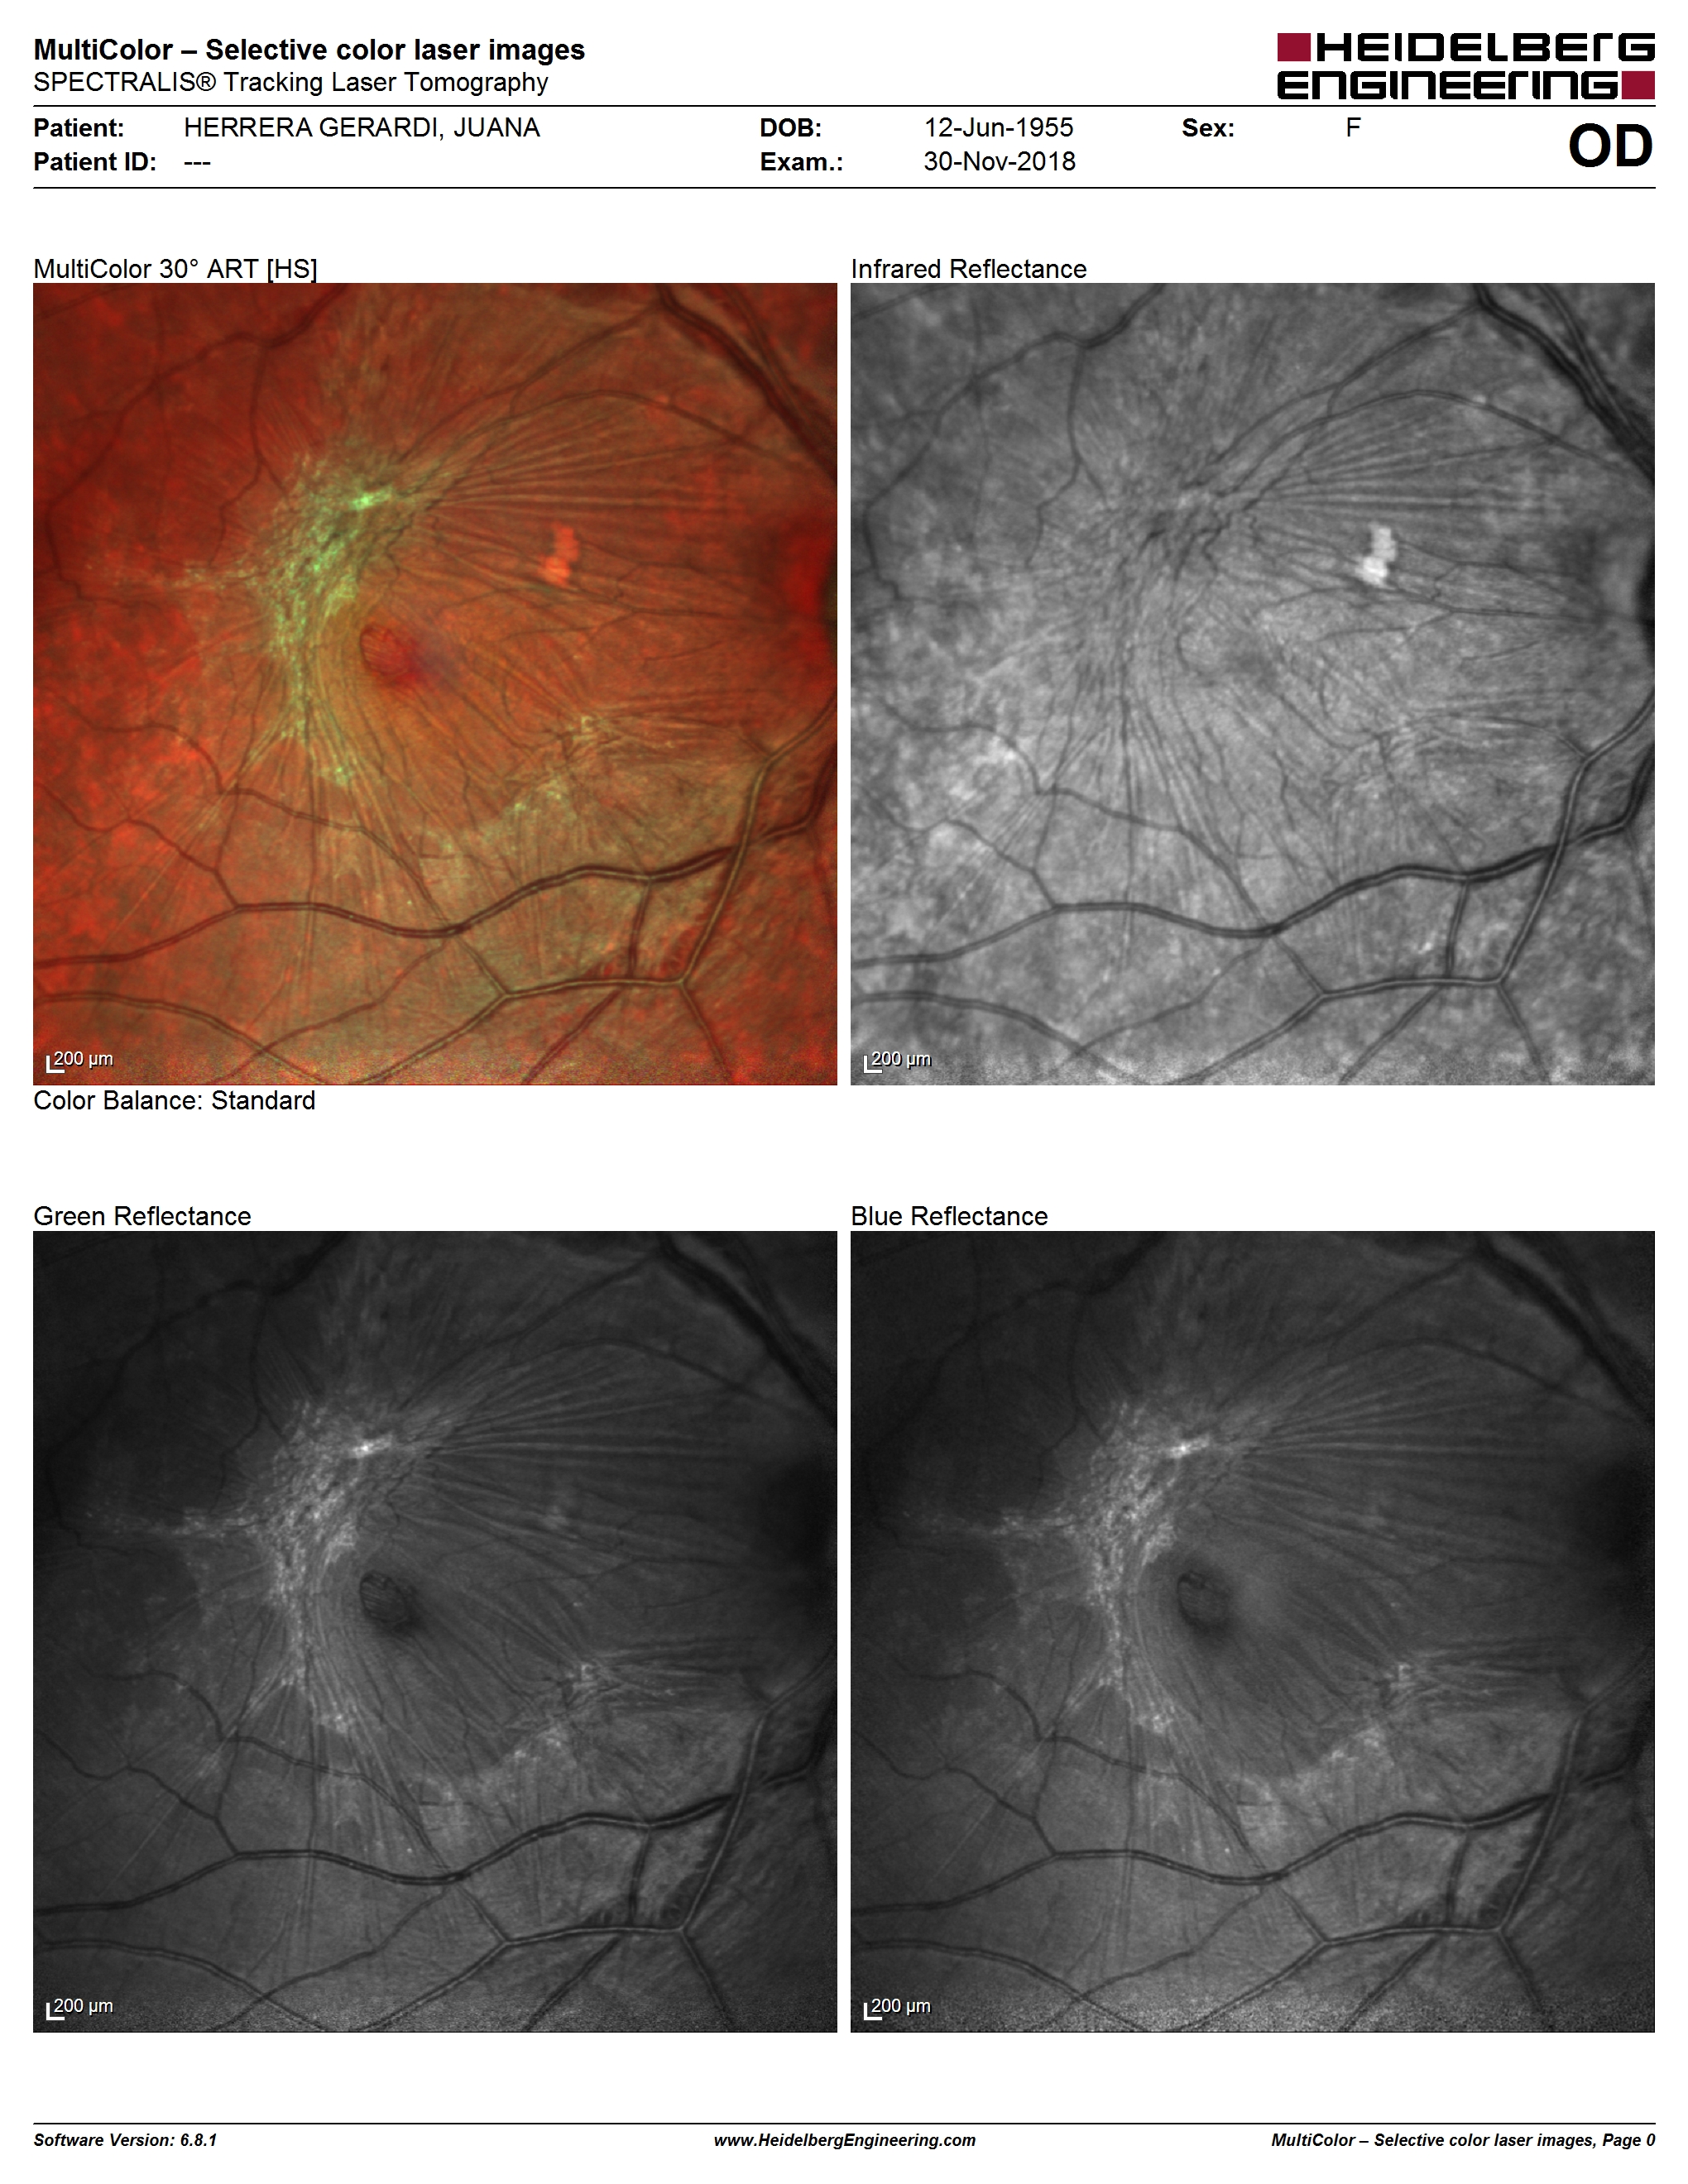 MultiColor – Selective color laser images
SPECTRALIS® Tracking Laser Tomography
HEIDELBERG
ENGINEERING
Patient: HERRERA GERARDI, JUANA DOB: 12-Jun-1955 Sex: F
Patient ID: --- Exam.: 30-Nov-2018
OD
MultiColor 30° ART [HS] Infrared Reflectance
200 µm 200 µm
Color Balance: Standard
Green Reflectance Blue Reflectance
200 µm 200 µm
Software Version: 6.8.1 www.HeidelbergEngineering.com MultiColor – Selective color laser images, Page 0